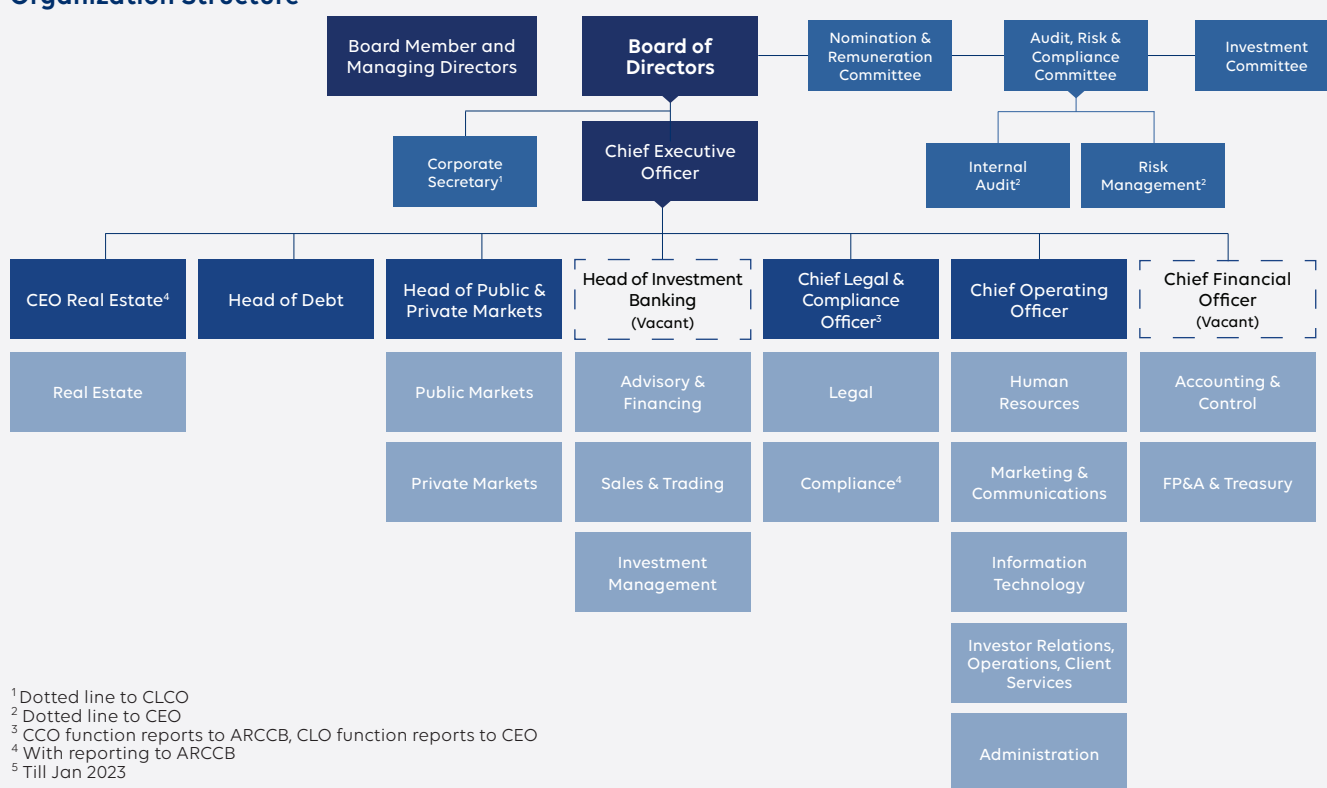 Organization Structure
Board Member and
Managing Directors
Board of
Directors
Nomination &
Remuneration
Committee
Audit, Risk &
Compliance
Committee
Investment
Committee
Corporate
Secretary¹
Chief Executive
Officer
Internal
Audit²
Risk
Management²
CEO Real Estate⁴
Head of Debt
Head of Public &
Private Markets
Head of Investment
Banking
(Vacant)
Chief Legal &
Compliance
Officer³
Chief Operating
Officer
Chief Financial
Officer
(Vacant)
Real Estate
Public Markets
Advisory &
Financing
Legal
Human
Resources
Accounting &
Control
Private Markets
Sales & Trading
Compliance⁴
Marketing &
Communications
FP&A & Treasury
Investment
Management
Information
Technology
Investor Relations,
Operations, Client
Services
Administration
¹ Dotted line to CLCO
² Dotted line to CEO
³ CCO function reports to ARCCB, CLO function reports to CEO
⁴ With reporting to ARCCB
⁵ Till Jan 2023